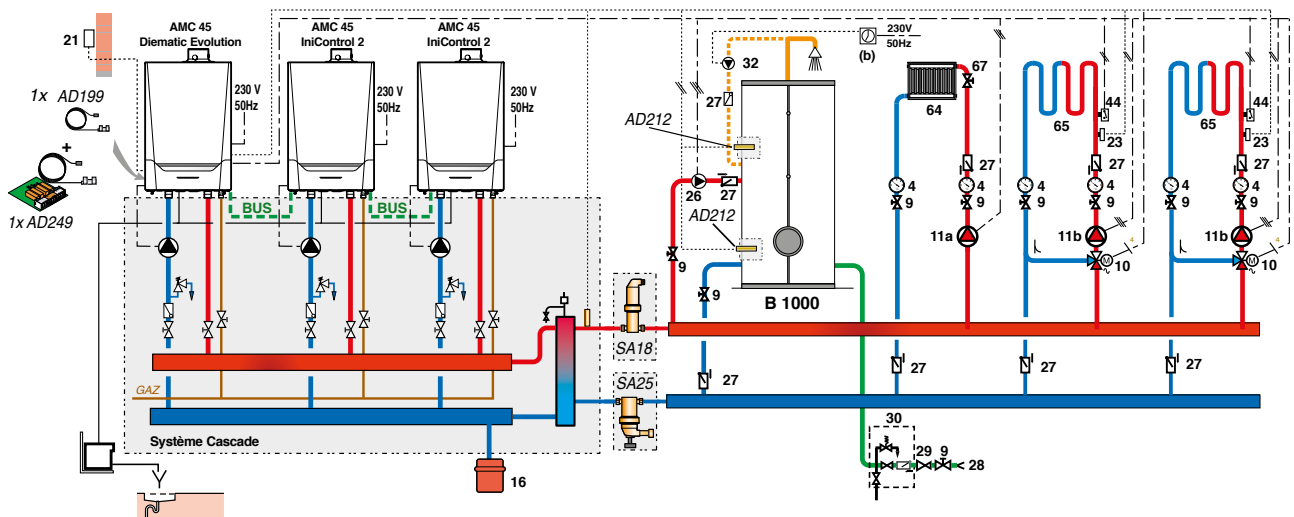 AMC 45
Diematic Evolution
AMC 45
IniControl 2
AMC 45
IniControl 2
21
1x AD199
+
1x AD249
230 V
50Hz
230 V
50Hz
230 V
50Hz
BUS
BUS
GAZ
Système Cascade
16
SA18
SA25
32
27
AD212
26
27
AD212
9
9
B 1000
(b)
230V
50Hz
67
64
27
4
4
9
9
11a
65
44
23
27
4
4
9
9
11b
4
M
10
65
44
23
27
4
4
9
9
11b
4
M
10
27
27
27
27
30
29
9
28